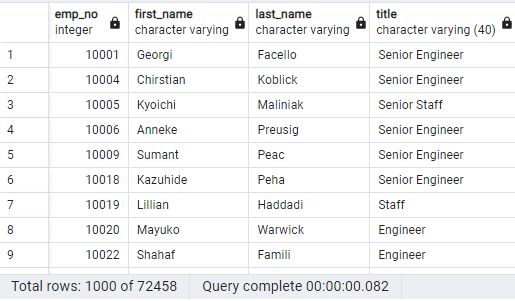 emp_no first_name last_name title
integer character varying character varying character varying (40)
1 10001 Georgi Facello Senior Engineer
2 10004 Chirstian Koblick Senior Engineer
3 10005 Kyoichi Maliniak Senior Staff
4 10006 Anneke Preusig Senior Engineer
5 10009 Sumant Peac Senior Engineer
6 10018 Kazuhide Peha Senior Engineer
7 10019 Lillian Haddadi Staff
8 10020 Mayuko Warwick Engineer
9 10022 Shahaf Famili Engineer
Total rows: 1000 of 72458 Query complete 00:00:00.082